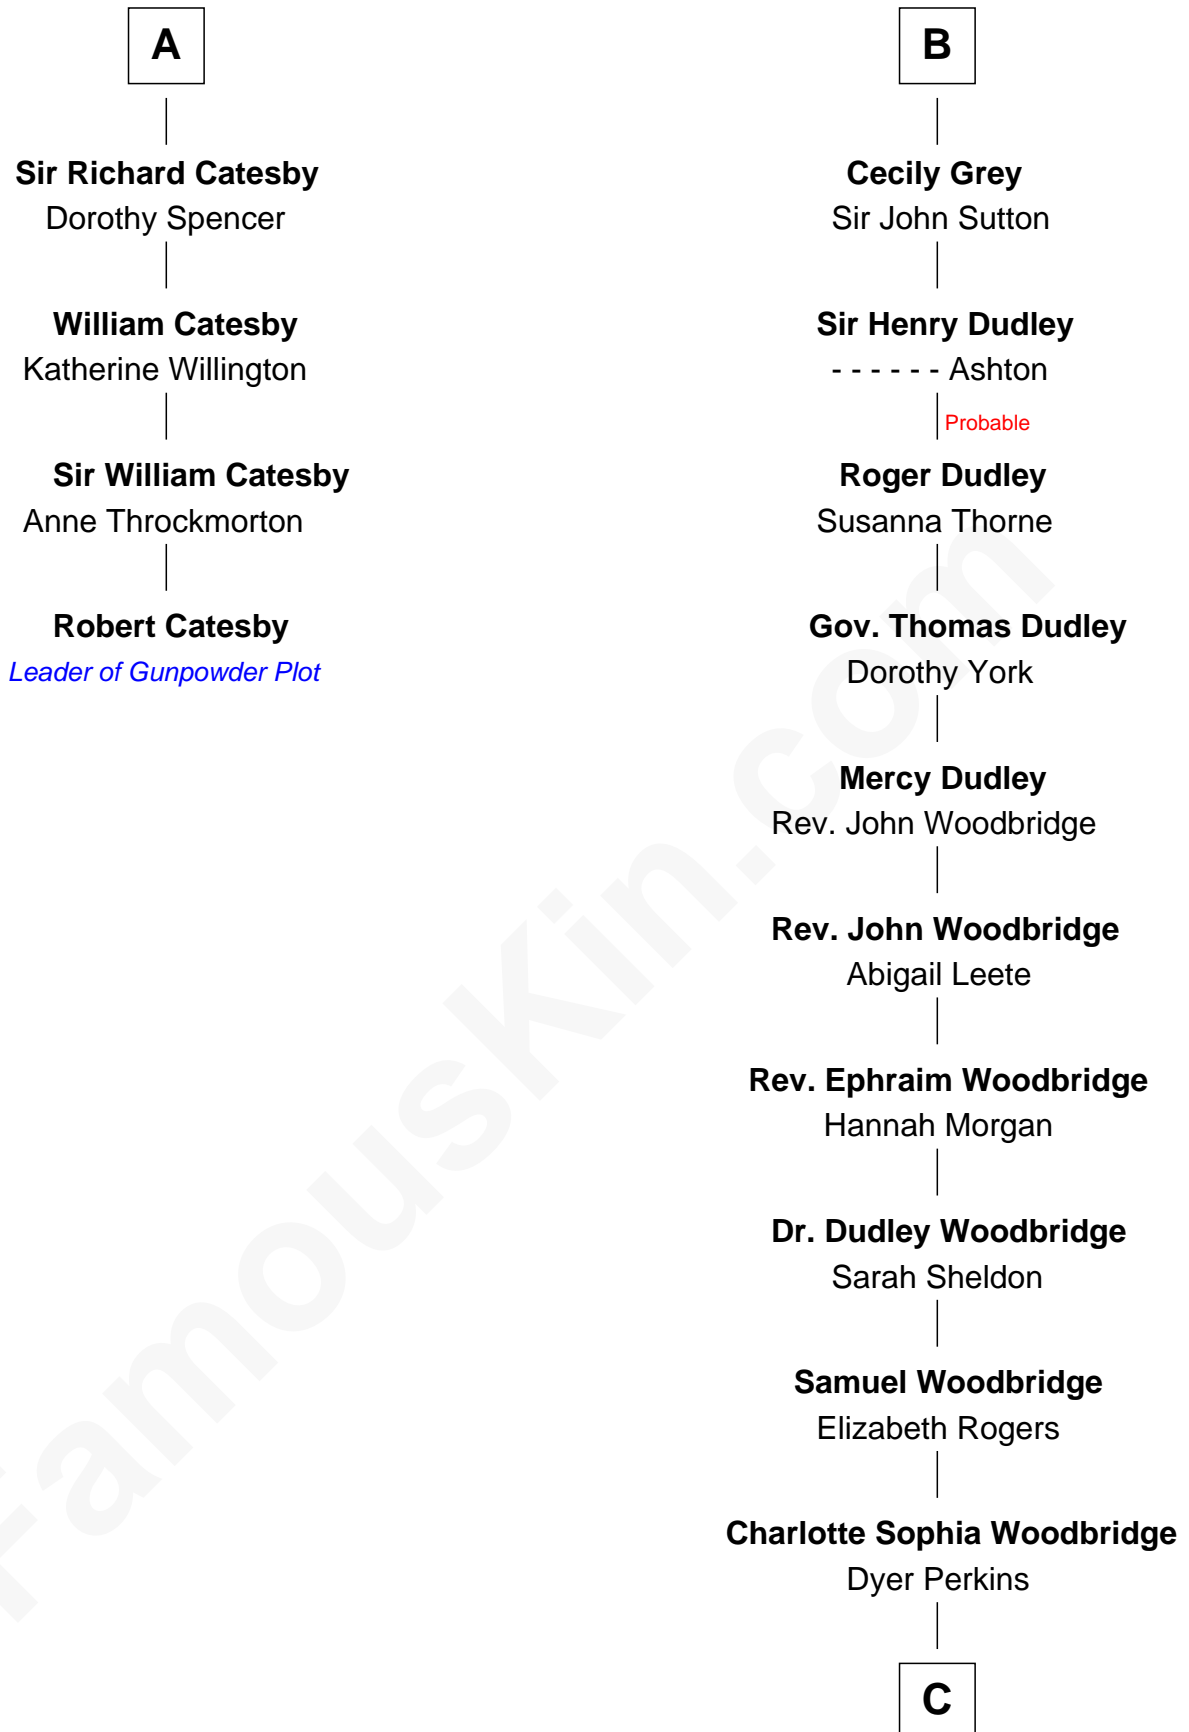 A
Sir Richard Catesby
Dorothy Spencer
William Catesby
Katherine Willington
Sir William Catesby
Anne Throckmorton
Robert Catesby
Leader of Gunpowder Plot
B
Cecily Grey
Sir John Sutton
Sir Henry Dudley
- - - - - - Ashton
Probable
Roger Dudley
Susanna Thorne
Gov. Thomas Dudley
Dorothy York
Mercy Dudley
Rev. John Woodbridge
Rev. John Woodbridge
Abigail Leete
Rev. Ephraim Woodbridge
Hannah Morgan
Dr. Dudley Woodbridge
Sarah Sheldon
Samuel Woodbridge
Elizabeth Rogers
Charlotte Sophia Woodbridge
Dyer Perkins
C
FamousKin.com